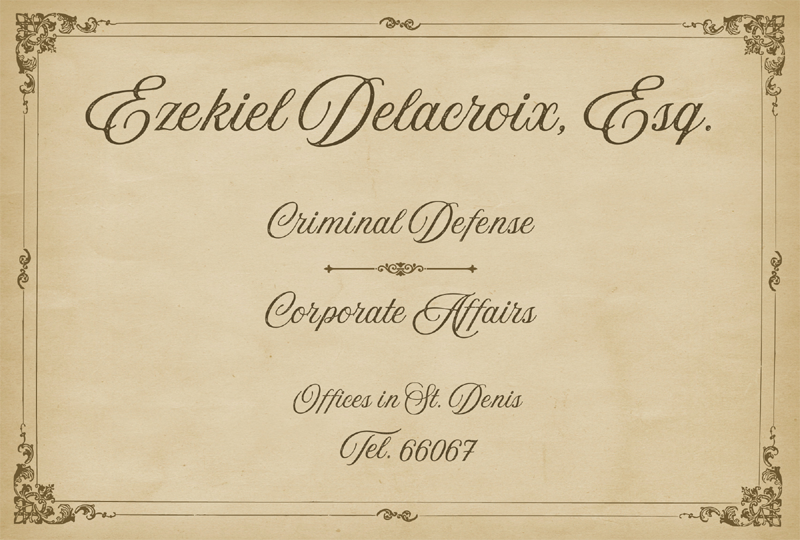 Ezekiel Delacroix, Esq.
Criminal Defense
Corporate Affairs
Offices in St. Denis
Tel. 66067